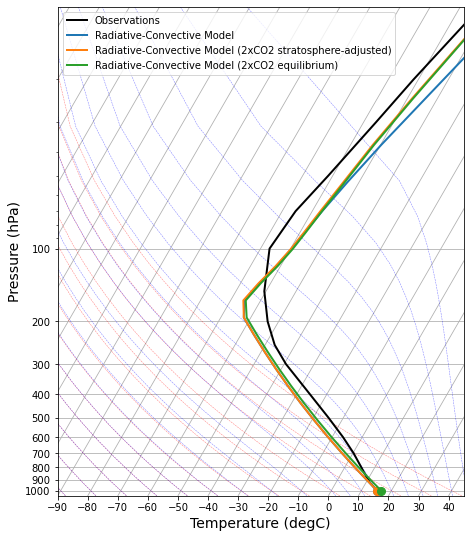 Observations
Radiative-Convective Model
Radiative-Convective Model (2xCO2 stratosphere-adjusted)
Radiative-Convective Model (2xCO2 equilibrium)
Pressure (hPa)
100
200
300
400
500
600
700
800
900
1000
−90 −80 −70 −60 −50 −40 −30 −20 −10 0 10 20 30 40
Temperature (degC)